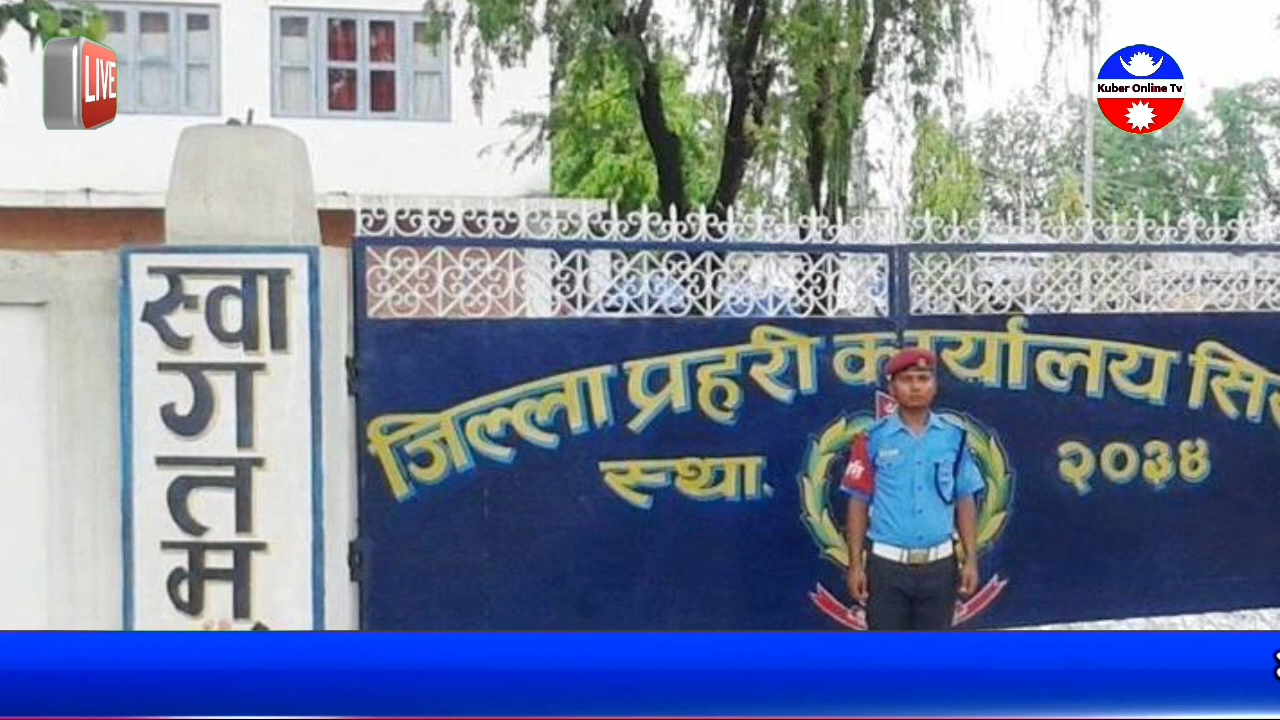 LIVE
Kuber Online Tv
स्वागतम
जिल्ला प्रहरी कार्यालय
स्था. २०३४